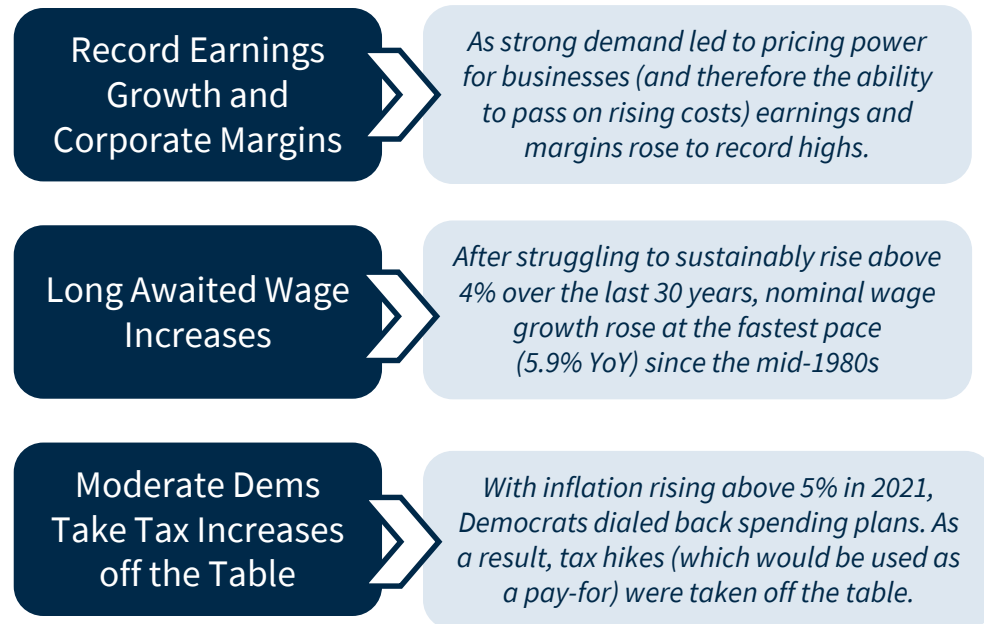 Record Earnings
Growth and
Corporate Margins
As strong demand led to pricing power
for businesses (and therefore the ability
to pass on rising costs) earnings and
margins rose to record highs.
Long Awaited Wage
Increases
After struggling to sustainably rise above
4% over the last 30 years, nominal wage
growth rose at the fastest pace
(5.9% YoY) since the mid-1980s
Moderate Dems
Take Tax Increases
off the Table
With inflation rising above 5% in 2021,
Democrats dialed back spending plans. As
a result, tax hikes (which would be used as
a pay-for) were taken off the table.